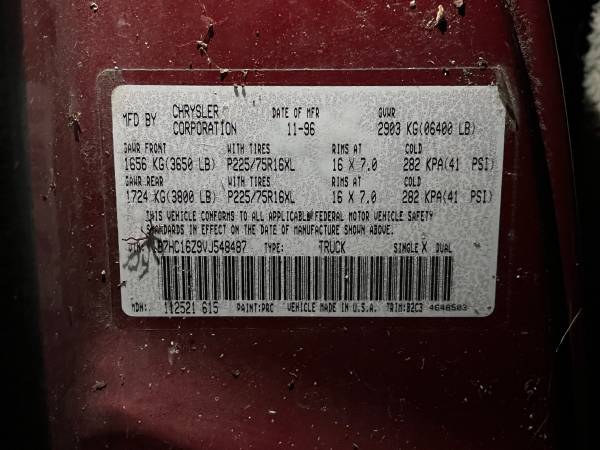 MFD BY CHRYSLER CORPORATION DATE OF MFR 11-96 GVWR 2903 KG(06400 LB)
GAWR FRONT WITH TIRES RIMS AT COLD
1656 KG(3650 LB) P225/75R16XL 16 X 7.0 282 KPA(41 PSI)
GAWR REAR WITH TIRES RIMS AT COLD
1724 KG(3800 LB) P225/75R16XL 16 X 7.0 282 KPA(41 PSI)
THIS VEHICLE CONFORMS TO ALL APPLICABLE FEDERAL MOTOR VEHICLE SAFETY
STANDARDS IN EFFECT ON THE DATE OF MANUFACTURE SHOWN ABOVE.
B7HC16Z9VJ548487 TYPE: TRUCK SINGLE X DUAL
MDH: 112521 615 PAINT:PRC VEHICLE MADE IN U.S.A. TRIM:B2C3 4648503